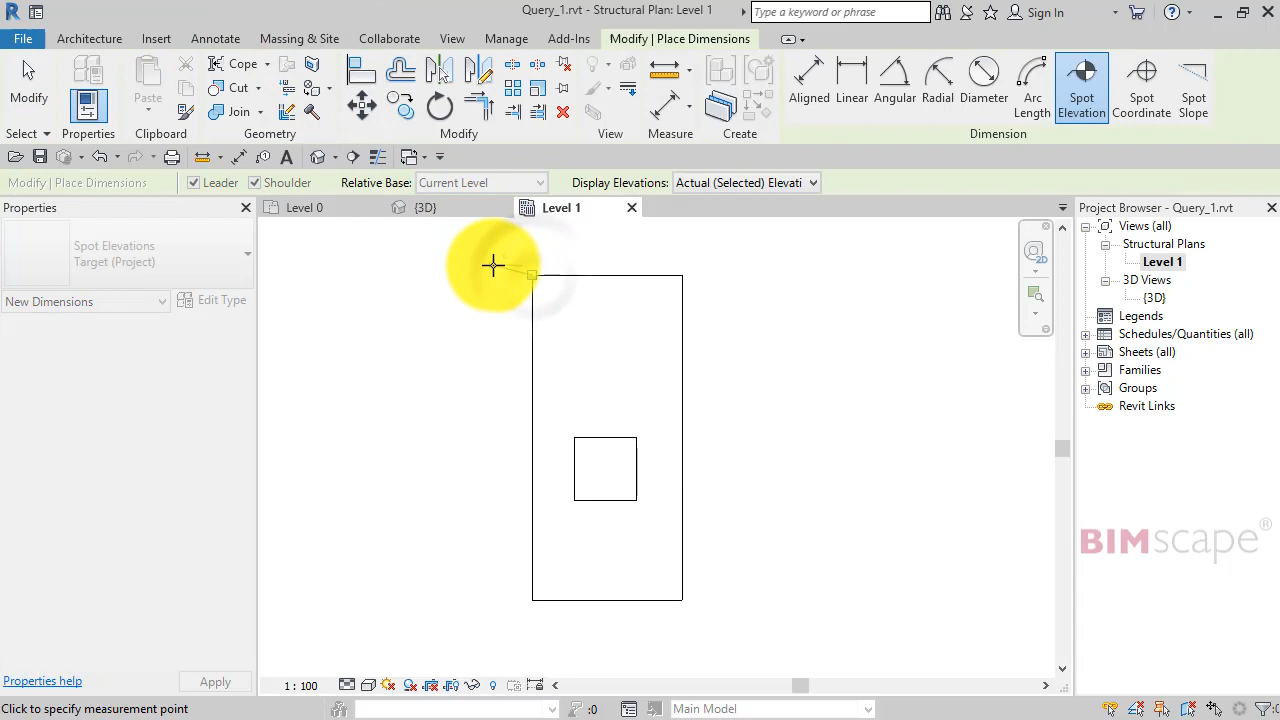 Query_1.rvt - Structural Plan: Level 1
Type a keyword or phrase
Sign In
File
Architecture
Insert
Annotate
Massing & Site
Collaborate
View
Manage
Add-Ins
Modify | Place Dimensions
Modify
Paste
Cope
Cut
Join
Aligned
Linear
Angular
Radial
Diameter
Arc
Length
Spot
Elevation
Spot
Coordinate
Spot
Slope
Select
Properties
Clipboard
Geometry
Modify
View
Measure
Create
Dimension
Modify | Place Dimensions
Leader
Shoulder
Relative Base:
Current Level
Display Elevations:
Actual (Selected) Elevati
Properties
Level 0
{3D}
Level 1
Project Browser - Query_1.rvt
Spot Elevations
Target (Project)
New Dimensions
Edit Type
2D
Views (all)
Structural Plans
Level 1
3D Views
{3D}
Legends
Schedules/Quantities (all)
Sheets (all)
Families
Groups
Revit Links
BIMscape®
Properties help
Apply
1 : 100
Click to specify measurement point
:0
Main Model
:0